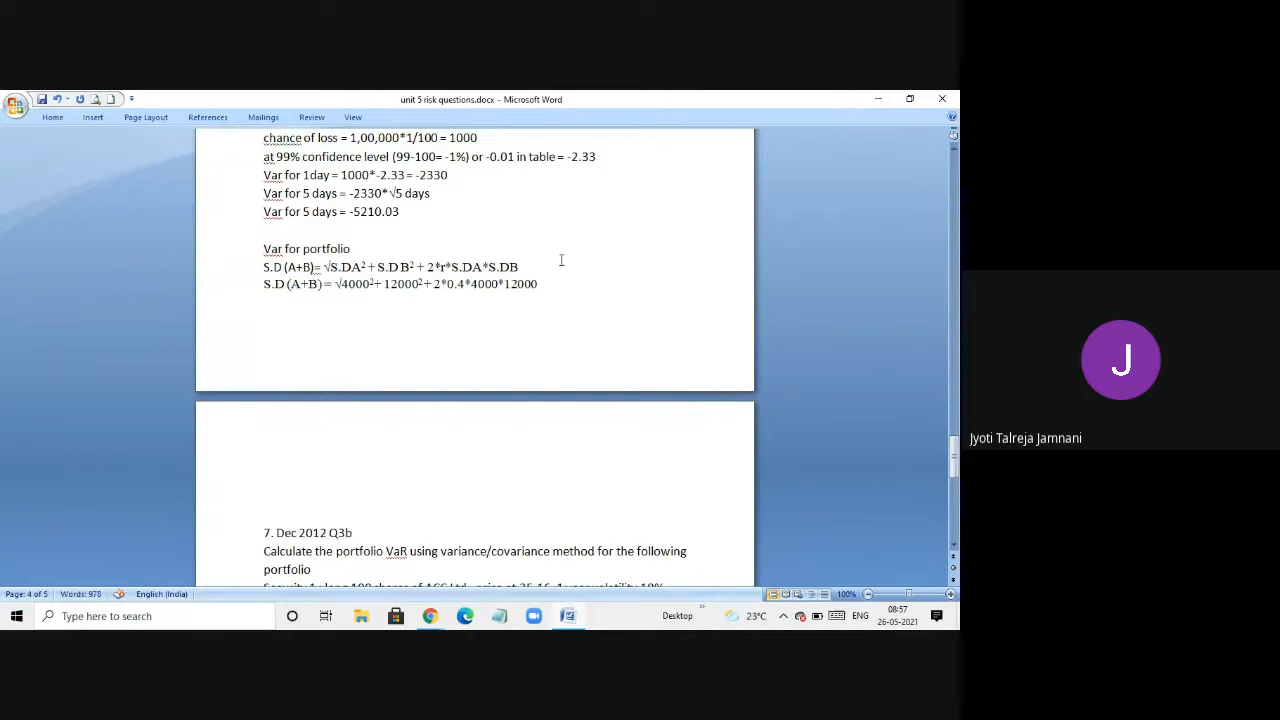 unit 5 risk questions.docx - Microsoft Word
Home Insert Page Layout References Mailings Review View
chance of loss = 1,00,000*1/100 = 1000
at 99% confidence level (99-100= -1%) or -0.01 in table = -2.33
Var for 1day = 1000*-2.33 = -2330
Var for 5 days = -2330*√5 days
Var for 5 days = -5210.03
Var for portfolio
S.D (A+B)= √S.DA² + S.D B² + 2*r*S.DA*S.DB
S.D (A+B) = √4000²+ 12000² + 2*0.4*4000*12000
J
Jyoti Talreja Jamnani
7. Dec 2012 Q3b
Calculate the portfolio VaR using variance/covariance method for the following
portfolio
Page: 4 of 5 Words: 978 English (India) 100%
Type here to search Desktop 23°C ENG 08:57
26-05-2021